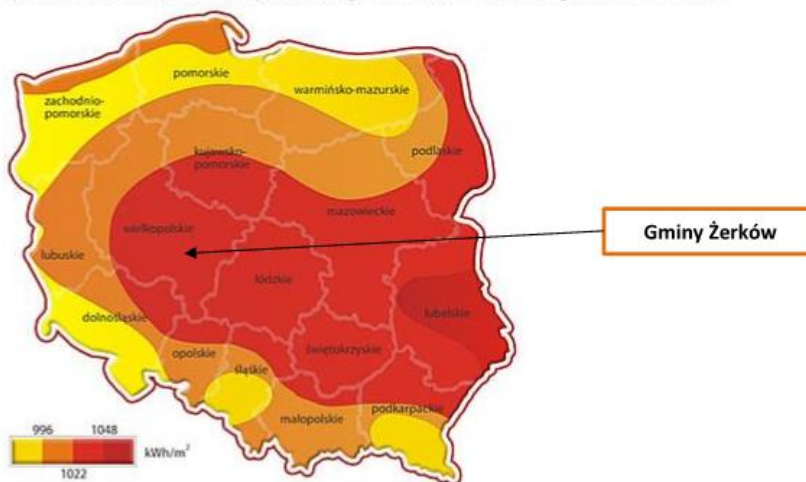 pomorskie
warmińsko-mazurskie
zachodnio-
pomorskie
kujawsko-
pomorskie
podlaskie
mazowieckie
wielkopolskie
Gminy Żerków
lubuskie
łódzkie
lubelskie
dolnośląskie
opolskie
świętokrzyskie
śląskie
podkarpackie
małopolskie
996 1048
kWh/m²
1022